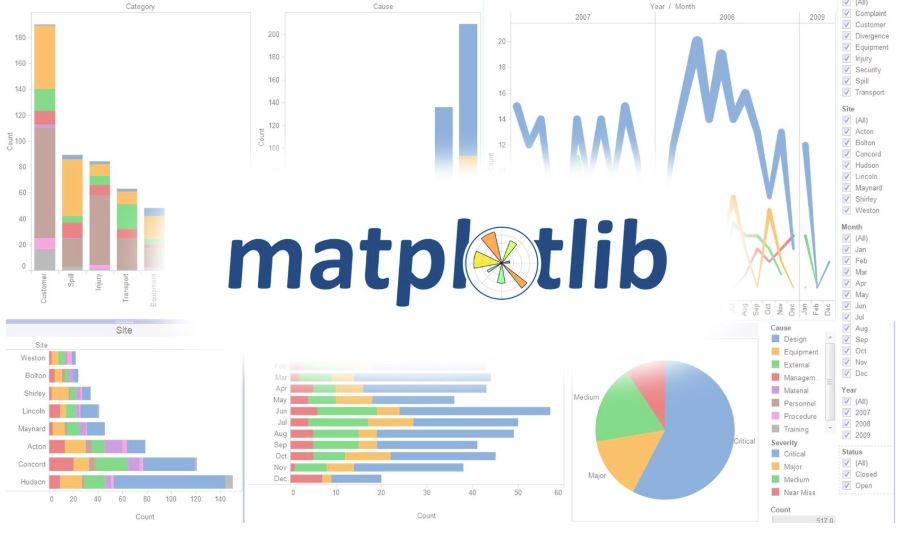 Category
Count
180
160
140
120
100
80
60
40
20
0
Customer
Spill
Injury
Transport
Equipment
Cause
Count
200
180
160
140
120
100
Count
Year / Month
2007
2008
2009
20
18
16
14
12
10
Jul
Aug
Sep
Oct
Nov
Dec
Jan
Feb
Dec
(All)
Complaint
Customer
Divergence
Equipment
Injury
Security
Spill
Transport
Site
(All)
Acton
Bolton
Concord
Hudson
Lincoln
Maynard
Shirley
Weston
Month
(All)
Jan
Feb
Mar
Apr
May
Jun
Jul
Aug
Sep
Oct
Nov
Dec
Year
(All)
2007
2008
2009
Status
(All)
Closed
Open
matplotlib
Site
Site
Weston
Bolton
Shirley
Lincoln
Maynard
Acton
Concord
Hudson
0 20 40 60 80 100 120 140
Count
Feb
Mar
Apr
May
Jun
Jul
Aug
Sep
Oct
Nov
Dec
0 10 20 30 40 50 60
Count
Medium
Major
Critical
Cause
Design
Equipment
External
Managem..
Material
Personnel
Procedure
Training
Severity
Critical
Major
Medium
Near Miss
Count
517.0